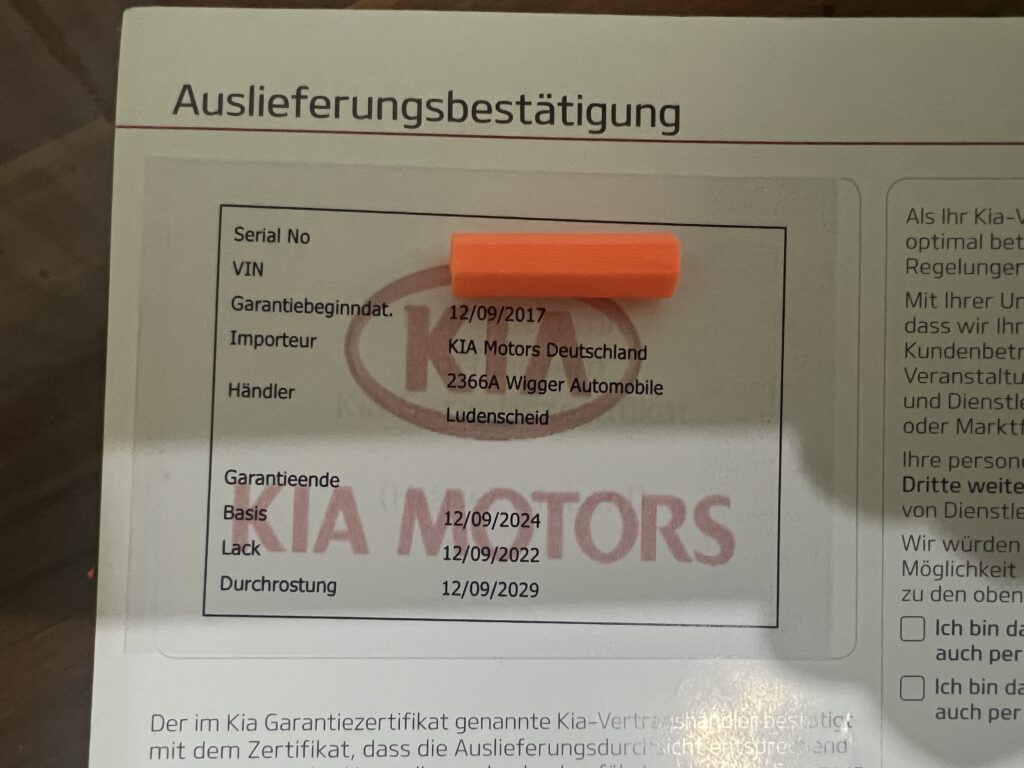 Auslieferungsbestätigung
Serial No
VIN
Garantiebeginndat. 12/09/2017
Importeur KIA Motors Deutschland
Händler 2366A Wigger Automobile
Ludenscheid
KIA
Garantieende
KIA MOTORS
Basis 12/09/2024
Lack 12/09/2022
Durchrostung 12/09/2029
Der im Kia Garantiezertifikat genannte Kia-Vertragshändler bestätigt
mit dem Zertifikat, dass die Auslieferungsdurchsicht entsprechend
Als Ihr Kia-V
optimal bet
Regelungen
Mit Ihrer Un
dass wir Ihr
Kundenbetr
Veranstaltu
und Dienstle
oder Marktf
Ihre persone
Dritte weite
von Dienstle
Wir würden
Möglichkeit
zu den oben
Ich bin da
auch per
Ich bin da
auch per